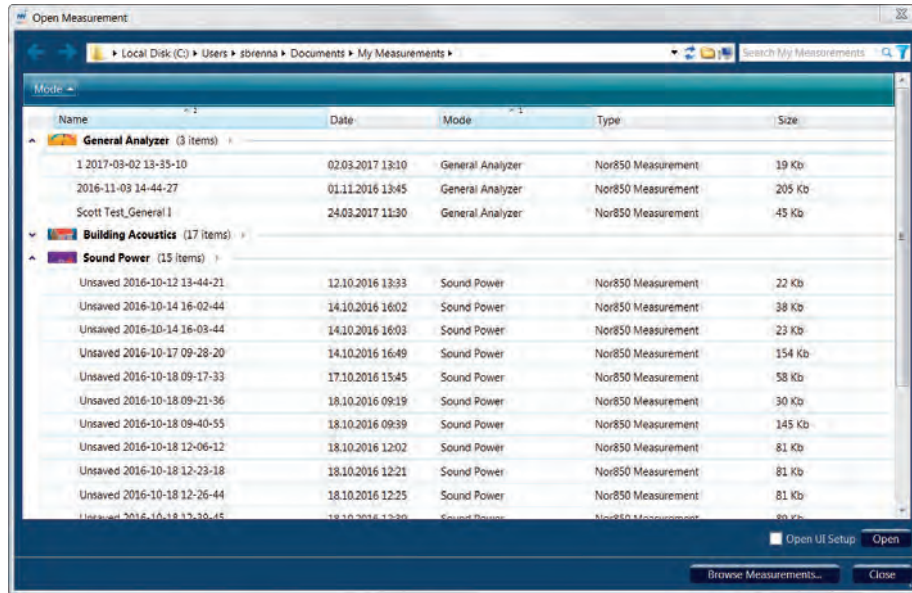 Open Measurement
Local Disk (C:) Users sbrenna Documents My Measurements Search My Measurements
Mode
Name Date Mode Type Size
General Analyzer (3 items)
1 2017-03-02 13-35-10 02.03.2017 13:10 General Analyzer Nor850 Measurement 19 Kb
2016-11-03 14-44-27 01.11.2016 13:45 General Analyzer Nor850 Measurement 205 Kb
Scott Test_General 1 24.03.2017 11:30 General Analyzer Nor850 Measurement 45 Kb
Building Acoustics (17 items)
Sound Power (15 items)
Unsaved 2016-10-12 13-44-21 12.10.2016 13:33 Sound Power Nor850 Measurement 22 Kb
Unsaved 2016-10-14 16-02-44 14.10.2016 16:02 Sound Power Nor850 Measurement 38 Kb
Unsaved 2016-10-14 16-03-44 14.10.2016 16:03 Sound Power Nor850 Measurement 23 Kb
Unsaved 2016-10-17 09-28-20 14.10.2016 16:49 Sound Power Nor850 Measurement 154 Kb
Unsaved 2016-10-18 09-17-33 17.10.2016 15:45 Sound Power Nor850 Measurement 58 Kb
Unsaved 2016-10-18 09-21-36 18.10.2016 09:19 Sound Power Nor850 Measurement 30 Kb
Unsaved 2016-10-18 09-40-55 18.10.2016 09:39 Sound Power Nor850 Measurement 145 Kb
Unsaved 2016-10-18 12-06-12 18.10.2016 12:02 Sound Power Nor850 Measurement 81 Kb
Unsaved 2016-10-18 12-23-18 18.10.2016 12:21 Sound Power Nor850 Measurement 81 Kb
Unsaved 2016-10-18 12-26-44 18.10.2016 12:25 Sound Power Nor850 Measurement 81 Kb
Unsaved 2016-10-18 12-39-45 Sound Power Nor850 Measurement
Open UI Setup Open
Browse Measurements... Close